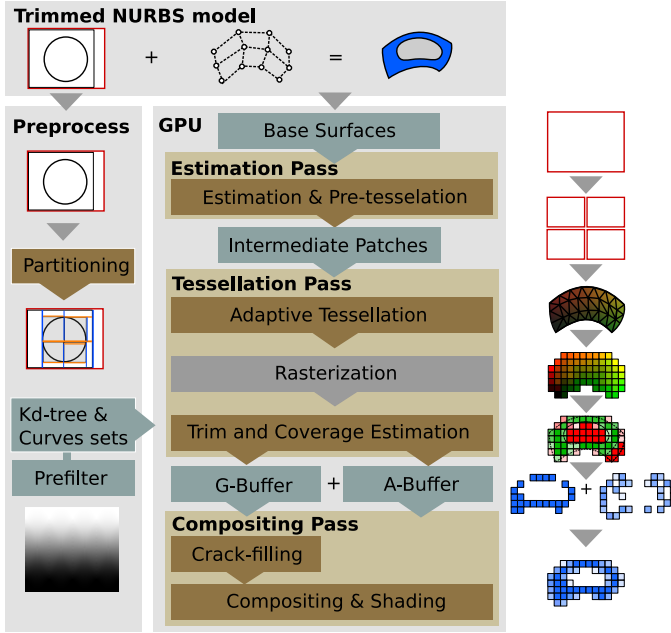 Trimmed NURBS model
+
=
Preprocess
Partitioning
Kd-tree &
Curves sets
Prefilter
GPU
Base Surfaces
Estimation Pass
Estimation & Pre-tesselation
Intermediate Patches
Tessellation Pass
Adaptive Tessellation
Rasterization
Trim and Coverage Estimation
G-Buffer
+
A-Buffer
Compositing Pass
Crack-filling
Compositing & Shading
+